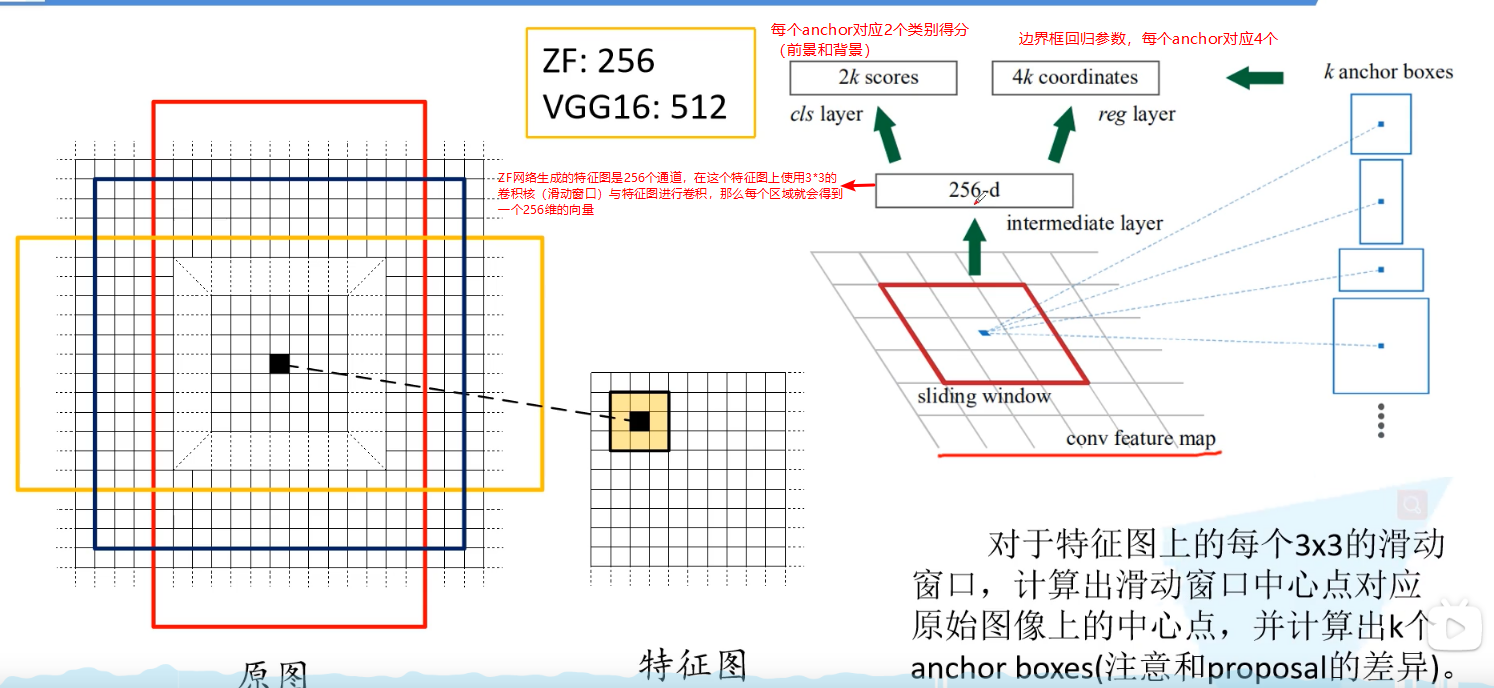 ZF: 256
VGG16: 512
每个anchor对应2个类别得分
（前景和背景）
边界框回归参数，每个anchor对应4个
2k scores
4k coordinates
k anchor boxes
cls layer
reg layer
ZF网络生成的特征图是256个通道，在这个特征图上使用3*3的
卷积核（滑动窗口）与特征图进行卷积，那么每个区域就会得到
一个256维的向量
256-d
intermediate layer
sliding window
conv feature map
对于特征图上的每个3x3的滑动
窗口，计算出滑动窗口中心点对应
原始图像上的中心点，并计算出k个
anchor boxes(注意和proposal的差异)。
原图
特征图